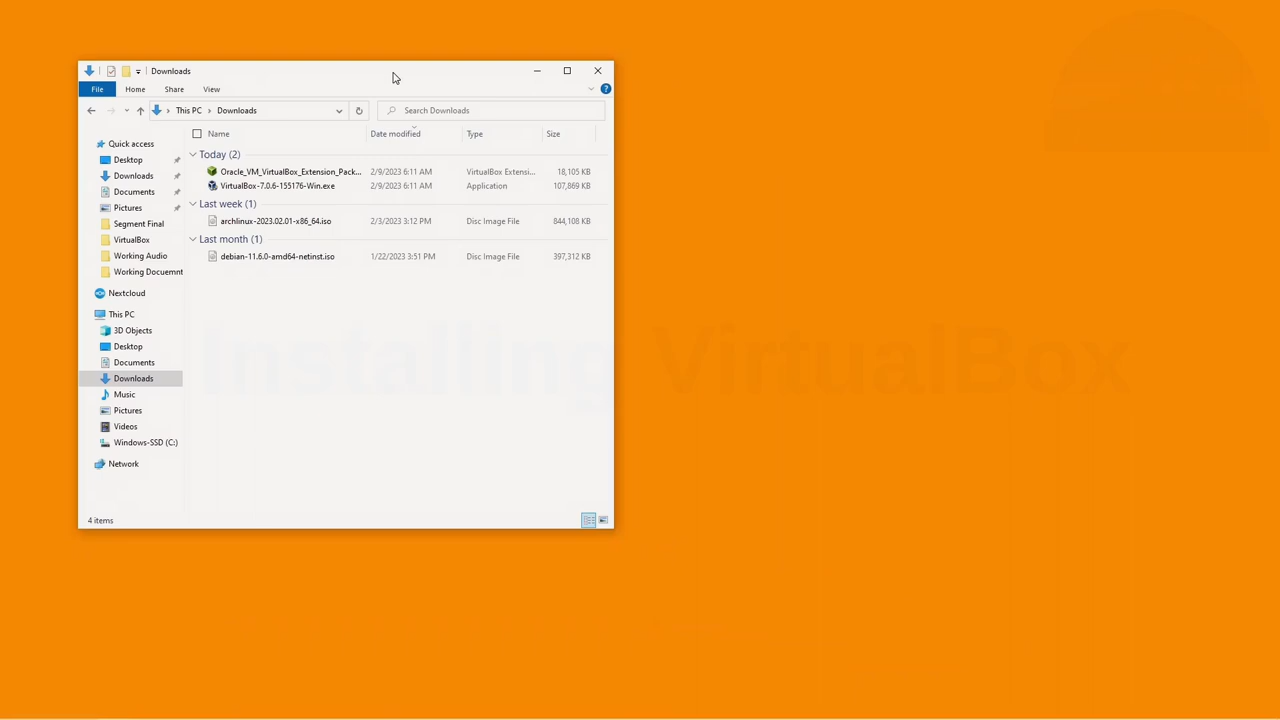 Downloads
File Home Share View
This PC Downloads Search Downloads
Name Date modified Type Size
Quick access
Desktop
Downloads
Documents
Pictures
Segment Final
VirtualBox
Working Audio
Working Docuemnt
Nextcloud
This PC
3D Objects
Desktop
Documents
Downloads
Music
Pictures
Videos
Windows-SSD (C:)
Network
Today (2)
Oracle_VM_VirtualBox_Extension_Pack... 2/9/2023 6:11 AM VirtualBox Extensi... 18,105 KB
VirtualBox-7.0.6-155176-Win.exe 2/9/2023 6:11 AM Application 107,869 KB
Last week (1)
archlinux-2023.02.01-x86_64.iso 2/3/2023 3:12 PM Disc Image File 844,108 KB
Last month (1)
debian-11.6.0-amd64-netinst.iso 1/22/2023 3:51 PM Disc Image File 397,312 KB
4 items
Installing VirtualBox